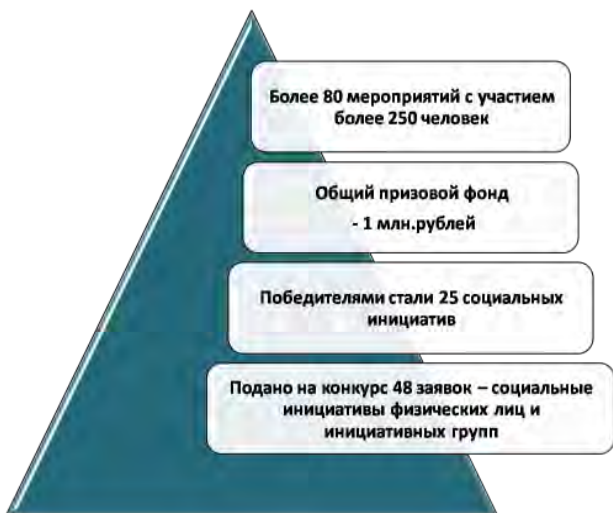 Более 80 мероприятий с участием
более 250 человек
Общий призовой фонд
- 1 млн.рублей
Победителями стали 25 социальных
инициатив
Подано на конкурс 48 заявок – социальные
инициативы физических лиц и
инициативных групп